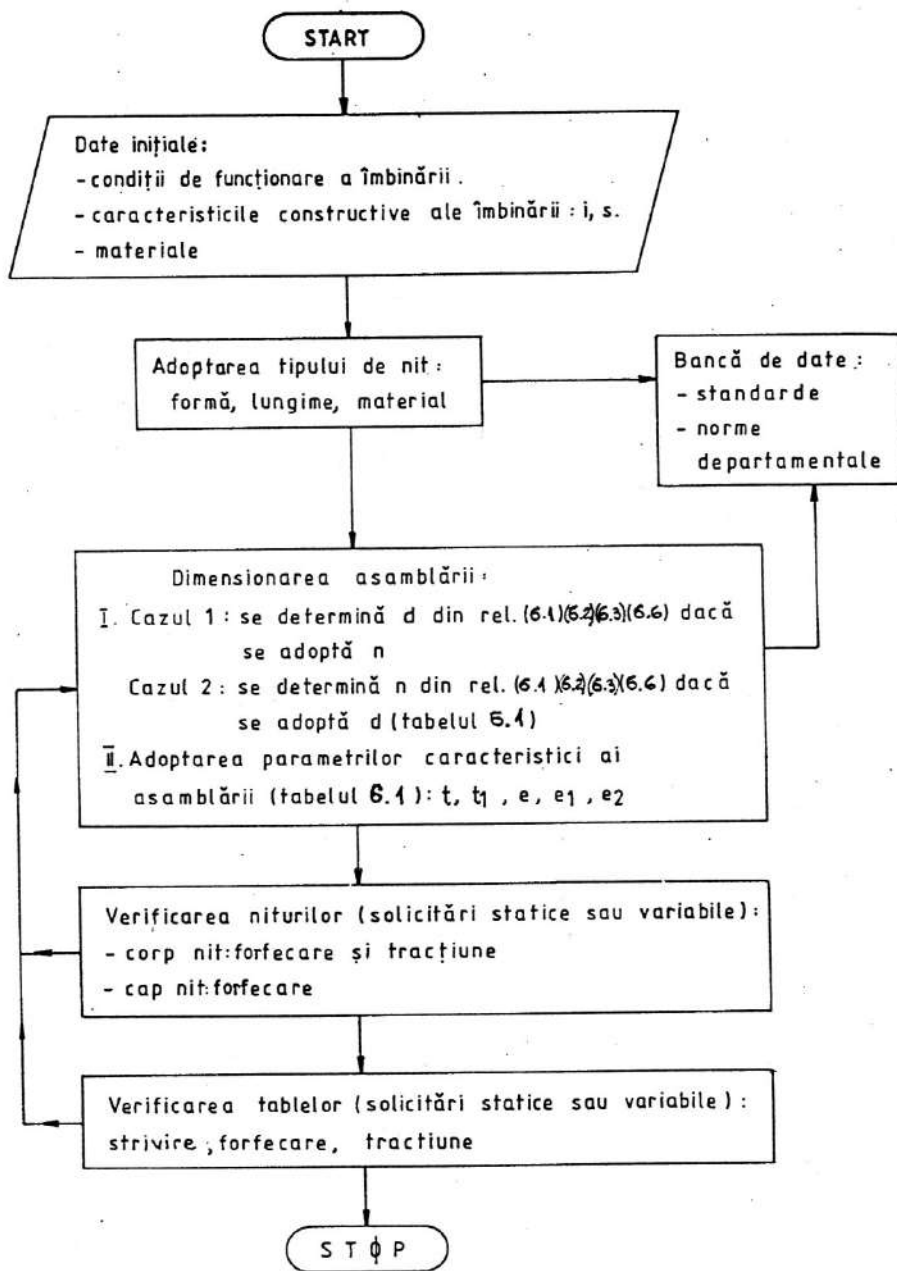 START
Date inițiale:
- condiții de funcționare a îmbinării.
- caracteristicile constructive ale îmbinării : i, s.
- materiale
Adoptarea tipului de nit :
formă, lungime, material
Bancă de date :
- standarde
- norme
departamentale
Dimensionarea asamblării :
I. Cazul 1 : se determină d din rel. (6.1)(6.2)(6.3)(6.6) dacă
se adoptă n
Cazul 2 : se determină n din rel. (6.1)(6.2)(6.3)(6.6) dacă
se adoptă d (tabelul 6.1)
II. Adoptarea parametrilor caracteristici ai
asamblării (tabelul 6.1) : t, t1 , e, e1 , e2
Verificarea niturilor (solicitări statice sau variabile) :
- corp nit: forfecare și tracțiune
- cap nit: forfecare
Verificarea tablelor (solicitări statice sau variabile) :
strivire, forfecare, tractiune
STOP